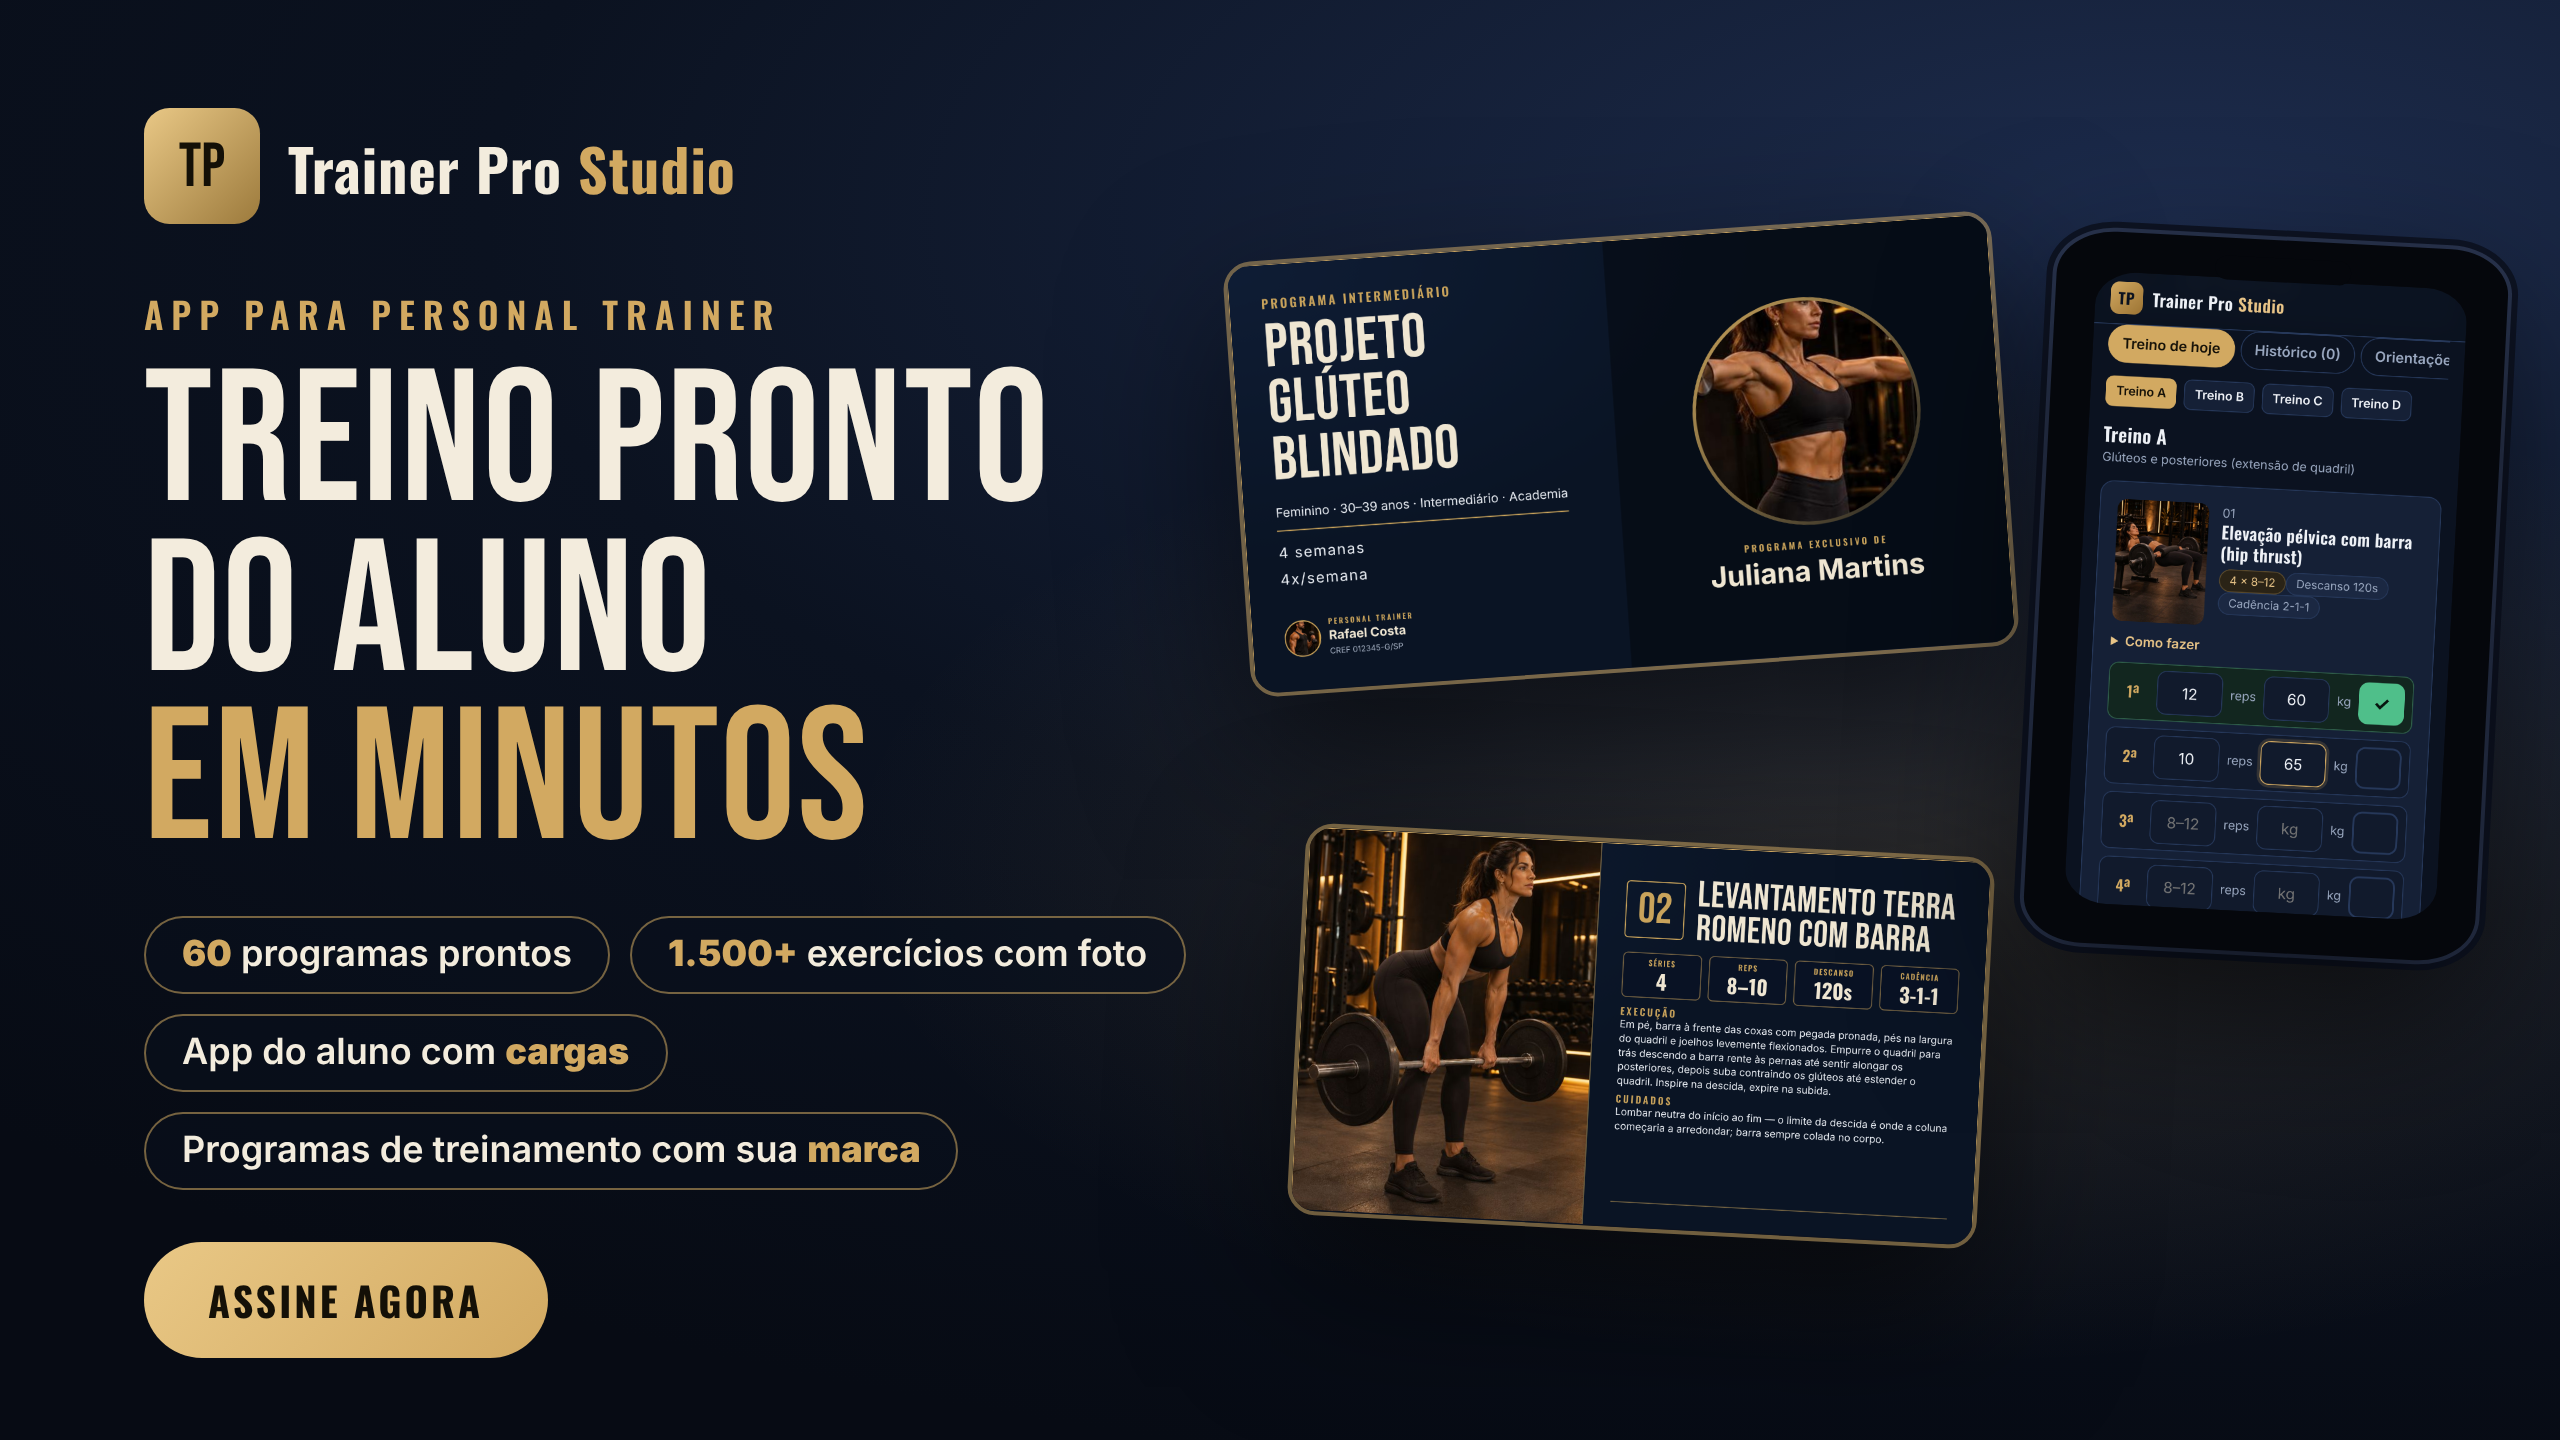 TP
Trainer Pro Studio
APP PARA PERSONAL TRAINER
TREINO PRONTO
DO ALUNO
EM MINUTOS
60 programas prontos
1.500+ exercícios com foto
App do aluno com cargas
Programas de treinamento com sua marca
ASSINE AGORA
PROGRAMA INTERMEDIÁRIO
PROJETO
GLÚTEO
BLINDADO
Feminino · 30–39 anos · Intermediário · Academia
4 semanas
4x/semana
PERSONAL TRAINER
Rafael Costa
CREF 012345-G/SP
PROGRAMA EXCLUSIVO DE
Juliana Martins
02
LEVANTAMENTO TERRA
ROMENO COM BARRA
SÉRIES
4
REPS
8–10
DESCANSO
120s
CADÊNCIA
3-1-1
EXECUÇÃO
Em pé, barra à frente das coxas com pegada pronada, pés na largura
do quadril e joelhos levemente flexionados. Empurre o quadril para
trás descendo a barra rente às pernas até sentir alongar os
posteriores, depois suba contraindo os glúteos até estender o
quadril. Inspire na descida, expire na subida.
CUIDADOS
Lombar neutra do início ao fim — o limite da descida é onde a coluna
começaria a arredondar; barra sempre colada no corpo.
TP
Trainer Pro Studio
Treino de hoje
Histórico (0)
Orientaçõe
Treino A
Treino B
Treino C
Treino D
Treino A
Glúteos e posteriores (extensão de quadril)
01
Elevação pélvica com barra
(hip thrust)
4 × 8–12
Descanso 120s
Cadência 2-1-1
▶ Como fazer
1ª 12 reps 60 kg ✓
2ª 10 reps 65 kg
3ª 8–12 reps kg kg
4ª 8–12 reps kg kg